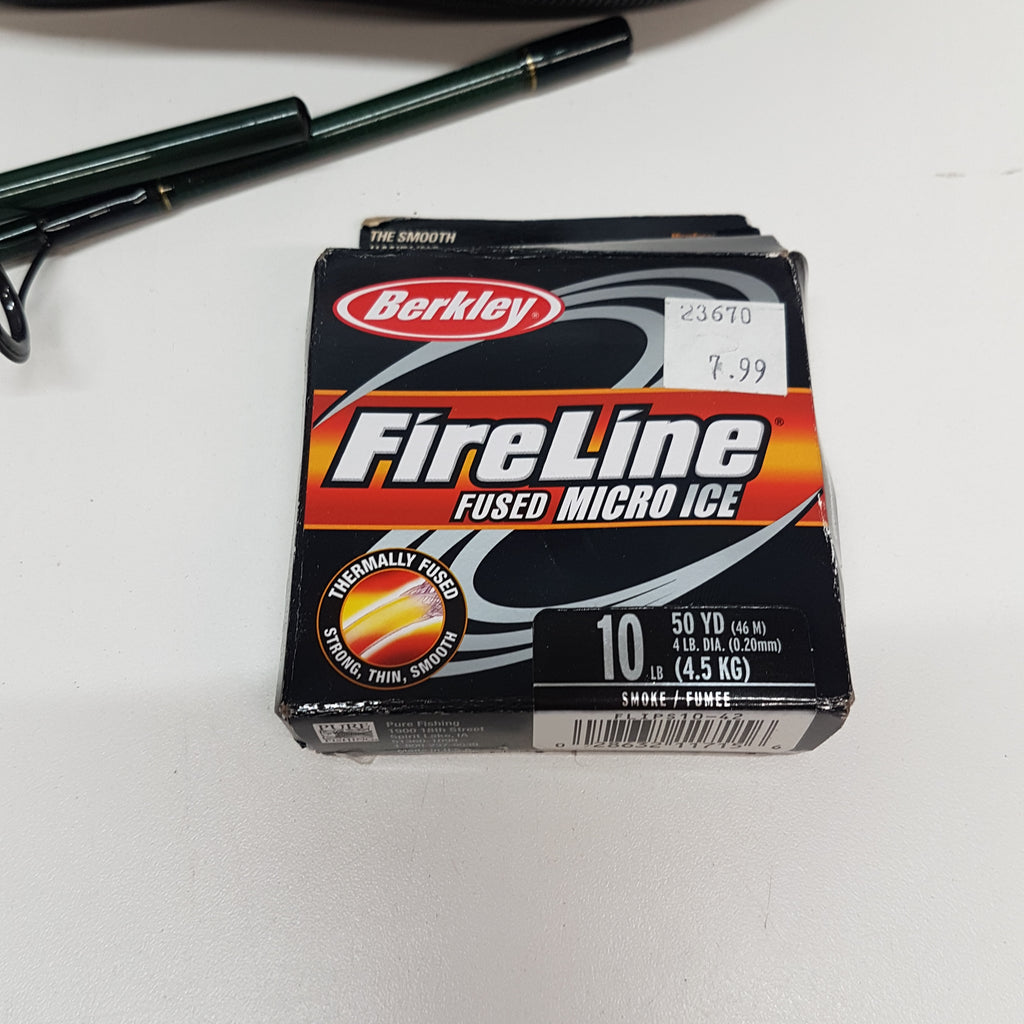 THE SMOOTH
Berkley
23670
7.99
FireLine®
FUSED MICRO ICE
THERMALLY FUSED
STRONG, THIN, SMOOTH
10 LB
50 YD (46 M)
4 LB. DIA. (0.20mm)
(4.5 KG)
SMOKE / FUMEE
PURE
FISHING
Pure Fishing
1900 18th Street
Spirit Lake, IA